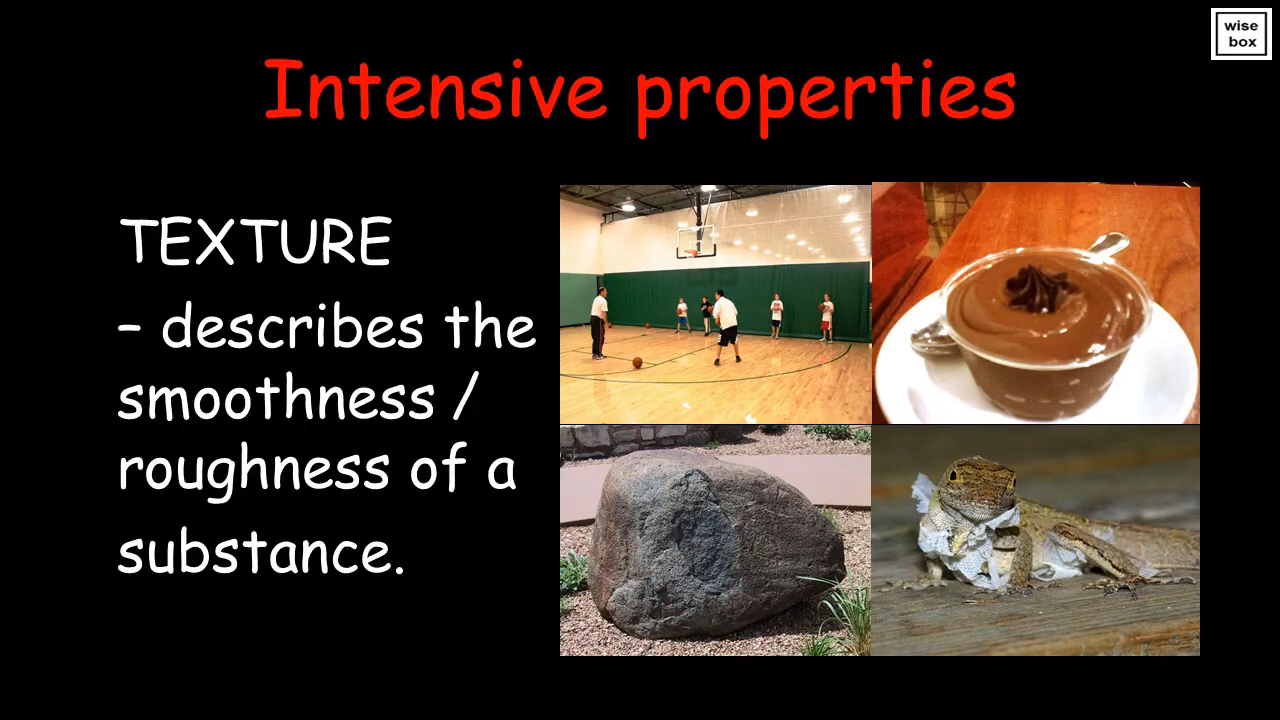 wise
box
Intensive properties
TEXTURE
– describes the
smoothness /
roughness of a
substance.